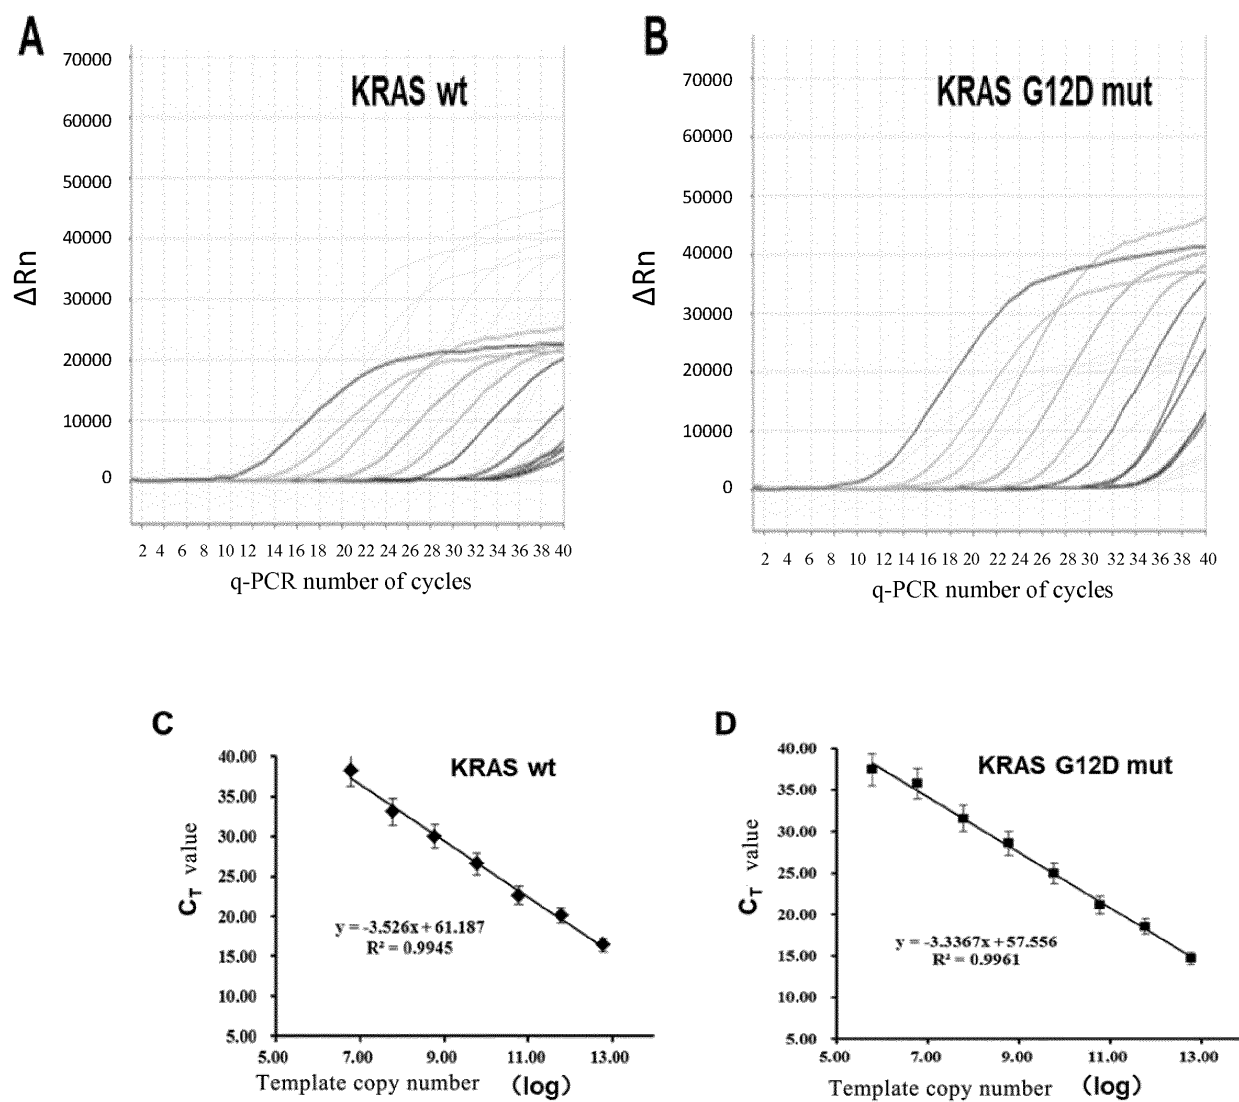 A
KRAS wt
ΔRn
70000
60000
50000
40000
30000
20000
10000
0
2 4 6 8 10 12 14 16 18 20 22 24 26 28 30 32 34 36 38 40
q-PCR number of cycles
B
KRAS G12D mut
ΔRn
70000
60000
50000
40000
30000
20000
10000
0
2 4 6 8 10 12 14 16 18 20 22 24 26 28 30 32 34 36 38 40
q-PCR number of cycles
C
KRAS wt
CT value
40.00
35.00
30.00
25.00
20.00
15.00
10.00
5.00
y = -3.526x + 61.187
R² = 0.9945
5.00 7.00 9.00 11.00 13.00
Template copy number （log）
D
KRAS G12D mut
CT value
40.00
35.00
30.00
25.00
20.00
15.00
10.00
5.00
y = -3.3367x + 57.556
R² = 0.9961
5.00 7.00 9.00 11.00 13.00
Template copy number （log）